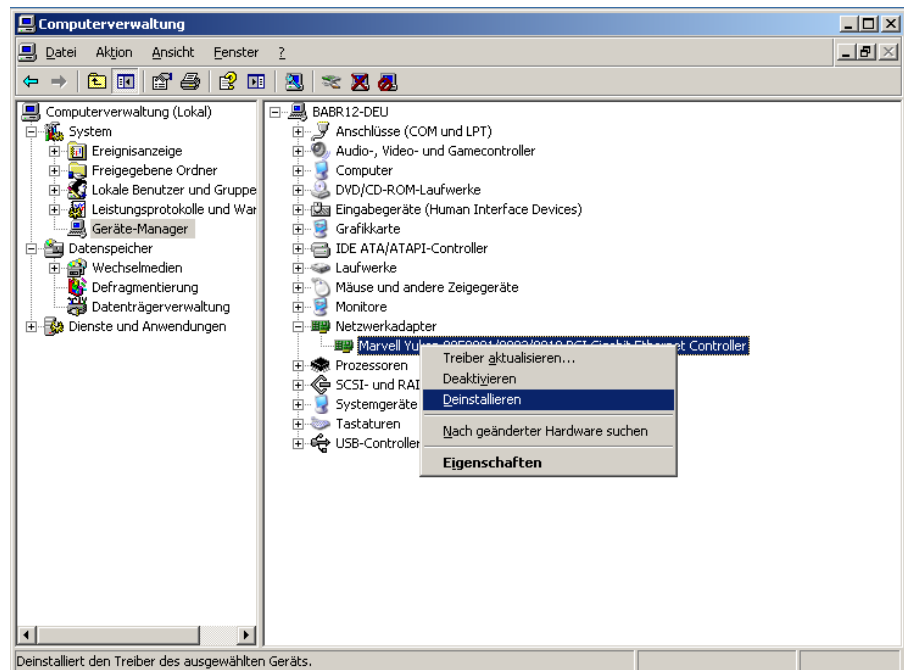 Computerverwaltung
Datei Aktion Ansicht Fenster ?
Computerverwaltung (Lokal)
System
Ereignisanzeige
Freigegebene Ordner
Lokale Benutzer und Gruppe
Leistungsprotokolle und War
Geräte-Manager
Datenspeicher
Wechselmedien
Defragmentierung
Datenträgerverwaltung
Dienste und Anwendungen
BABR12-DEU
Anschlüsse (COM und LPT)
Audio-, Video- und Gamecontroller
Computer
DVD/CD-ROM-Laufwerke
Eingabegeräte (Human Interface Devices)
Grafikkarte
IDE ATA/ATAPI-Controller
Laufwerke
Mäuse und andere Zeigegeräte
Monitore
Netzwerkadapter
Marvell Controller
Prozessoren
SCSI- und RAI
Systemgeräte
Tastaturen
USB-Controller
Treiber aktualisieren...
Deaktivieren
Deinstallieren
Nach geänderter Hardware suchen
Eigenschaften
Deinstalliert den Treiber des ausgewählten Geräts.